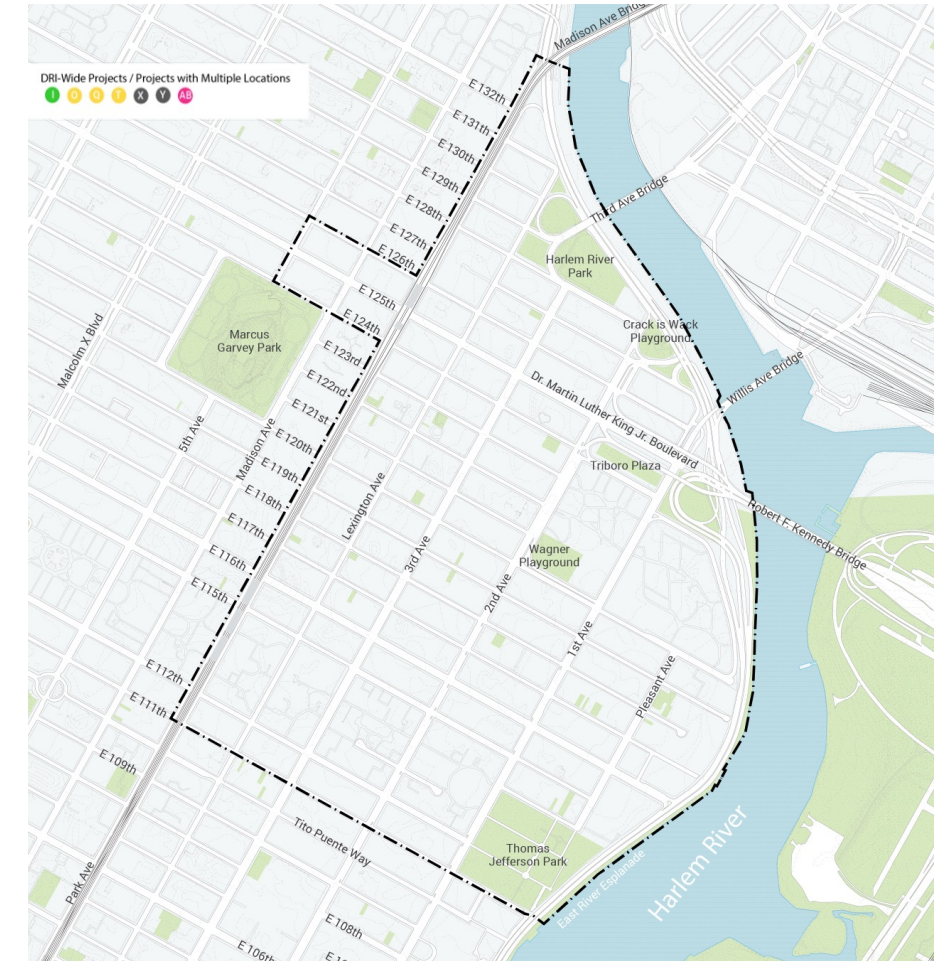 Madison Ave Bridge
DRI-Wide Projects / Projects with Multiple Locations
I O Q T X Y AB
E 132th
E 131th
E 130th
E 129th
E 128th
E 127th
E 126th
E 125th
E 124th
E 123rd
E 122nd
E 121st
E 120th
E 119th
E 118th
E 117th
E 116th
E 115th
E 112th
E 111th
E 109th
Third Ave Bridge
Harlem River
Park
Crack is Wack
Playground
Marcus
Garvey Park
Malcolm X Blvd
5th Ave
Madison Ave
Lexington Ave
3rd Ave
2nd Ave
1st Ave
Pleasant Ave
Park Ave
Willis Ave Bridge
Dr. Martin Luther King Jr. Boulevard
Triboro Plaza
Robert F. Kennedy Bridge
Wagner
Playground
Tito Puente Way
Thomas
Jefferson Park
East River Esplanade
Harlem River
E 108th
E 106th